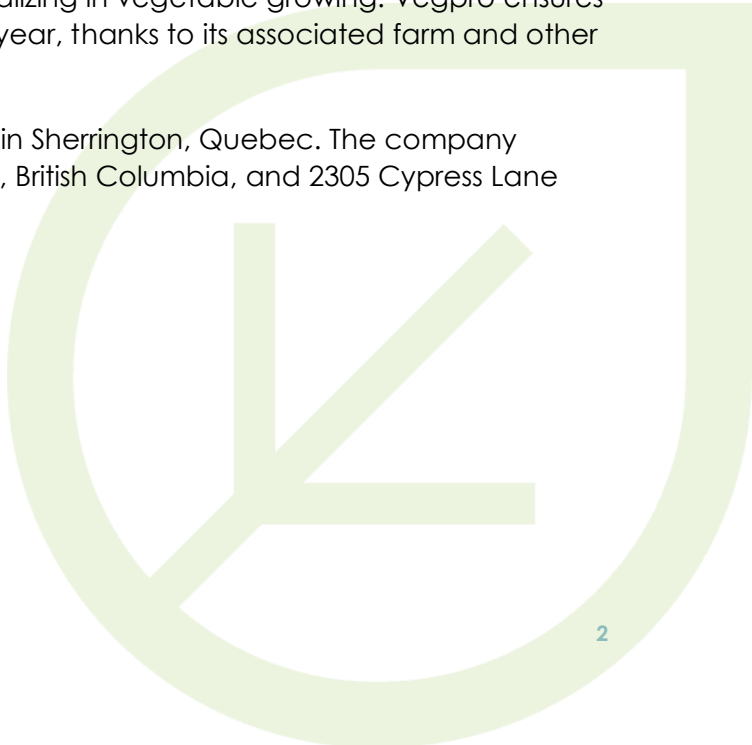 alizing in vegetable growing. Vegpro ensures
year, thanks to its associated farm and other
in Sherrington, Quebec. The company
, British Columbia, and 2305 Cypress Lane
2